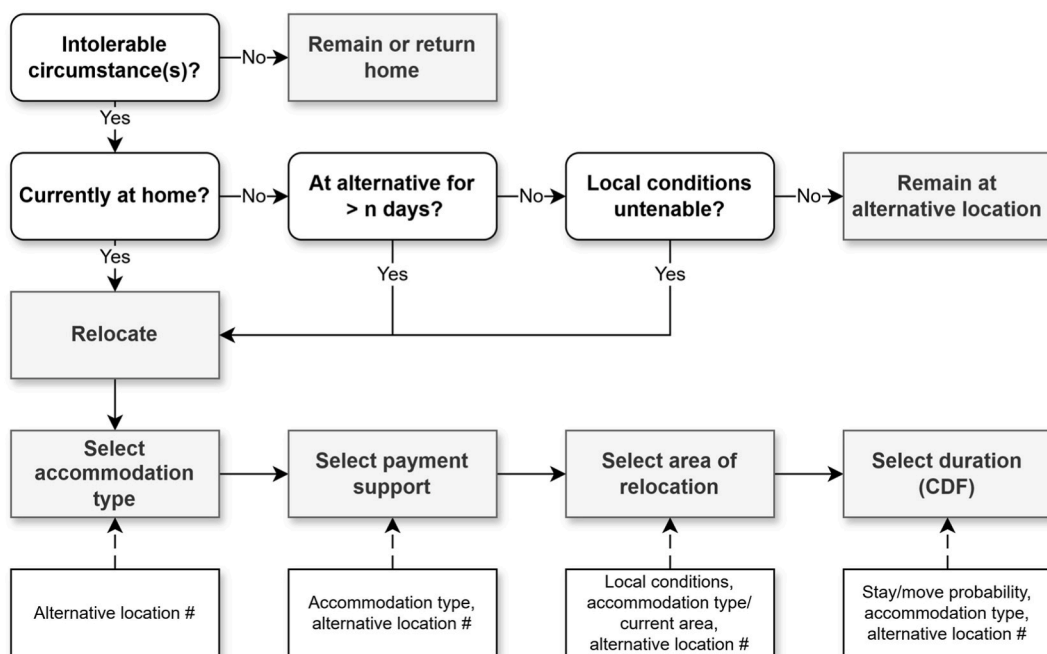 Intolerable
circumstance(s)?
No
Remain or return
home
Yes
Currently at home?
No
At alternative for
> n days?
No
Local conditions
untenable?
No
Remain at
alternative location
Yes
Yes
Yes
Relocate
Select
accommodation
type
Select payment
support
Select area of
relocation
Select duration
(CDF)
Alternative location #
Accommodation type,
alternative location #
Local conditions,
accommodation type/
current area,
alternative location #
Stay/move probability,
accommodation type,
alternative location #